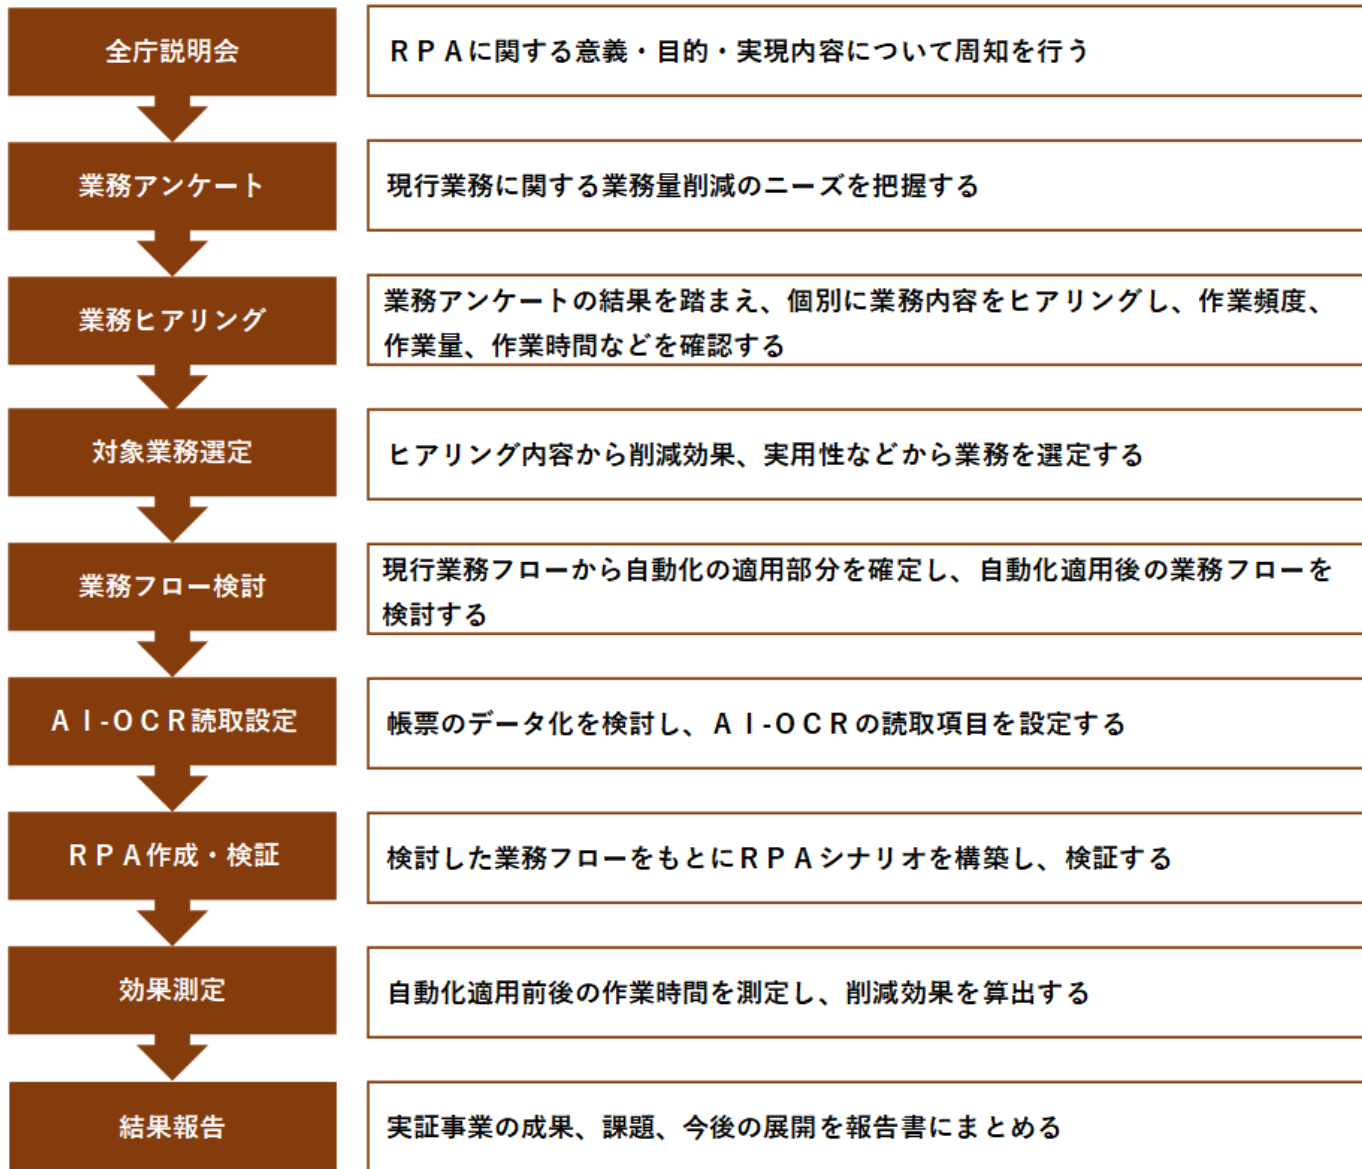 全庁説明会
ＲＰＡに関する意義・目的・実現内容について周知を行う
業務アンケート
現行業務に関する業務量削減のニーズを把握する
業務ヒアリング
業務アンケートの結果を踏まえ、個別に業務内容をヒアリングし、作業頻度、
作業量、作業時間などを確認する
対象業務選定
ヒアリング内容から削減効果、実用性などから業務を選定する
業務フロー検討
現行業務フローから自動化の適用部分を確定し、自動化適用後の業務フローを
検討する
ＡＩ-ＯＣＲ読取設定
帳票のデータ化を検討し、ＡＩ-ＯＣＲの読取項目を設定する
ＲＰＡ作成・検証
検討した業務フローをもとにＲＰＡシナリオを構築し、検証する
効果測定
自動化適用前後の作業時間を測定し、削減効果を算出する
結果報告
実証事業の成果、課題、今後の展開を報告書にまとめる